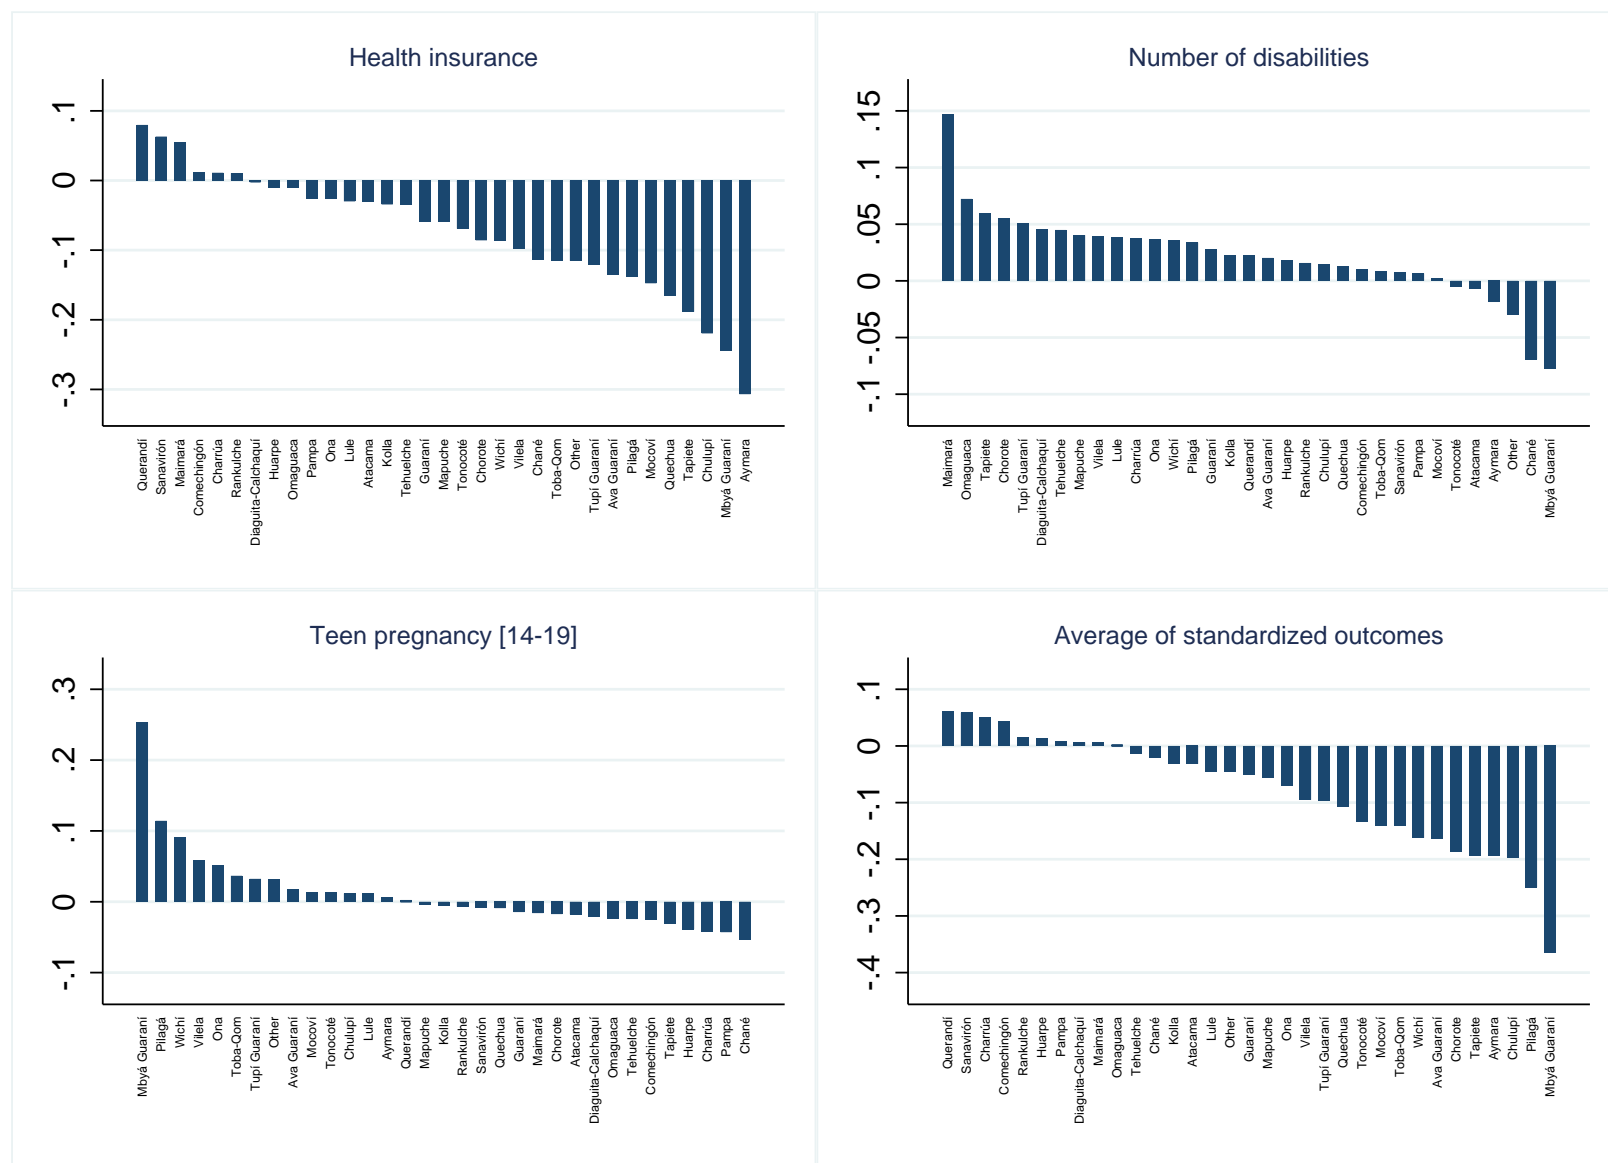 Health insurance
.1
0
-.1
-.2
-.3
Querandí
Sanavirón
Maimará
Comechingón
Charrúa
Rankulche
Diaguita-Calchaquí
Huarpe
Omaguaca
Pampa
Ona
Lule
Atacama
Kolla
Tehuelche
Guaraní
Mapuche
Tonocoté
Chorote
Wichí
Vilela
Chané
Toba-Qom
Other
Tupí Guaraní
Ava Guaraní
Pilagá
Mocoví
Quechua
Tapiete
Chulupí
Mbyá Guaraní
Aymara
Number of disabilities
.15
.1
.05
0
-.05
-.1
Maimará
Omaguaca
Tapiete
Chorote
Tupí Guaraní
Diaguita-Calchaquí
Tehuelche
Mapuche
Vilela
Lule
Charrúa
Ona
Wichí
Pilagá
Guaraní
Kolla
Querandí
Ava Guaraní
Huarpe
Rankulche
Chulupí
Quechua
Comechingón
Toba-Qom
Sanavirón
Pampa
Mocoví
Tonocoté
Atacama
Aymara
Other
Chané
Mbyá Guaraní
Teen pregnancy [14-19]
.3
.2
.1
0
-.1
Mbyá Guaraní
Pilagá
Wichí
Vilela
Ona
Toba-Qom
Tupí Guaraní
Other
Ava Guaraní
Mocoví
Tonocoté
Chulupí
Lule
Aymara
Querandí
Mapuche
Kolla
Rankulche
Sanavirón
Quechua
Guaraní
Maimará
Chorote
Atacama
Diaguita-Calchaquí
Omaguaca
Tehuelche
Comechingón
Tapiete
Huarpe
Charrúa
Pampa
Chané
Average of standardized outcomes
.1
0
-.1
-.2
-.3
-.4
Querandí
Sanavirón
Charrúa
Comechingón
Rankulche
Huarpe
Pampa
Diaguita-Calchaquí
Maimará
Omaguaca
Tehuelche
Chané
Kolla
Atacama
Lule
Other
Guaraní
Mapuche
Ona
Vilela
Tupí Guaraní
Quechua
Tonocoté
Mocoví
Toba-Qom
Wichí
Ava Guaraní
Chorote
Tapiete
Aymara
Chulupí
Pilagá
Mbyá Guaraní